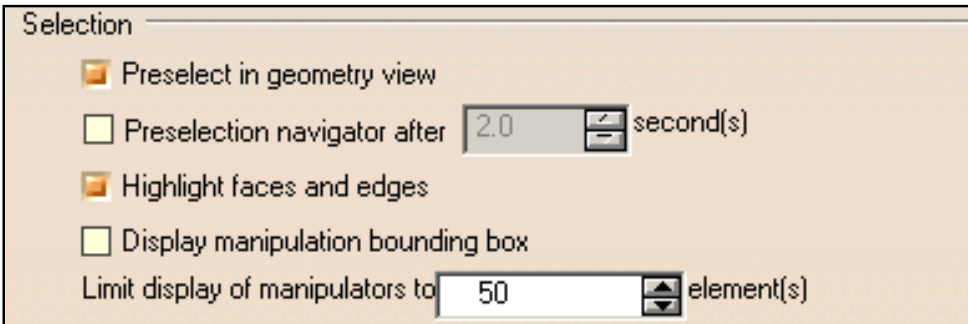 Selection
Preselect in geometry view
Preselection navigator after 2.0 second(s)
Highlight faces and edges
Display manipulation bounding box
Limit display of manipulators to 50 element(s)